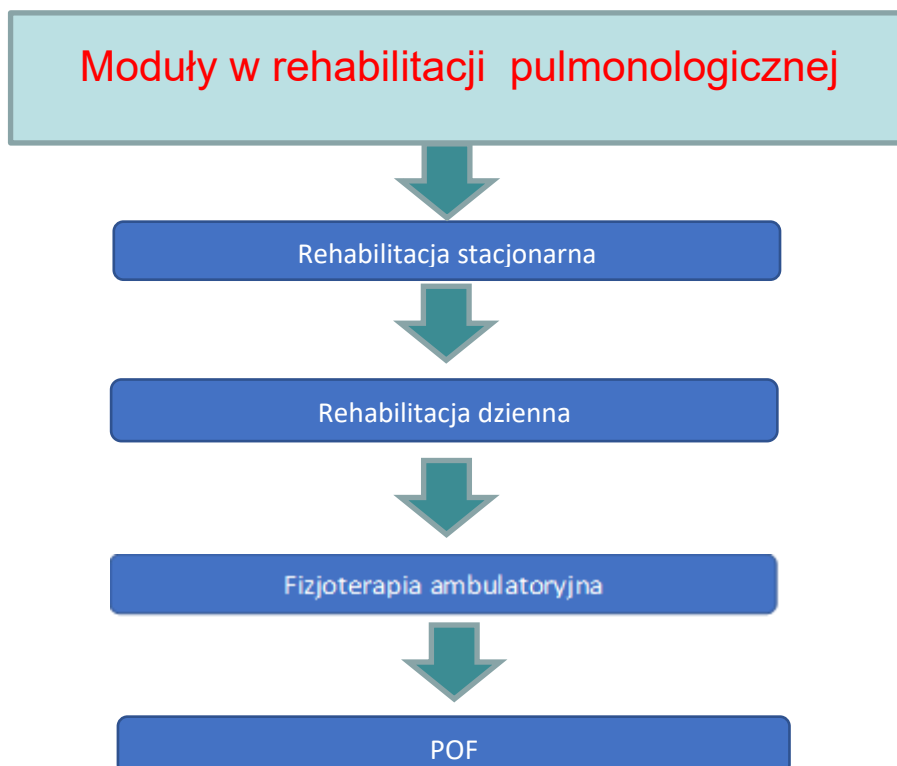 Moduły w rehabilitacji  pulmonologicznej
Rehabilitacja stacjonarna
Rehabilitacja dzienna
Fizjoterapia ambulatoryjna
POF